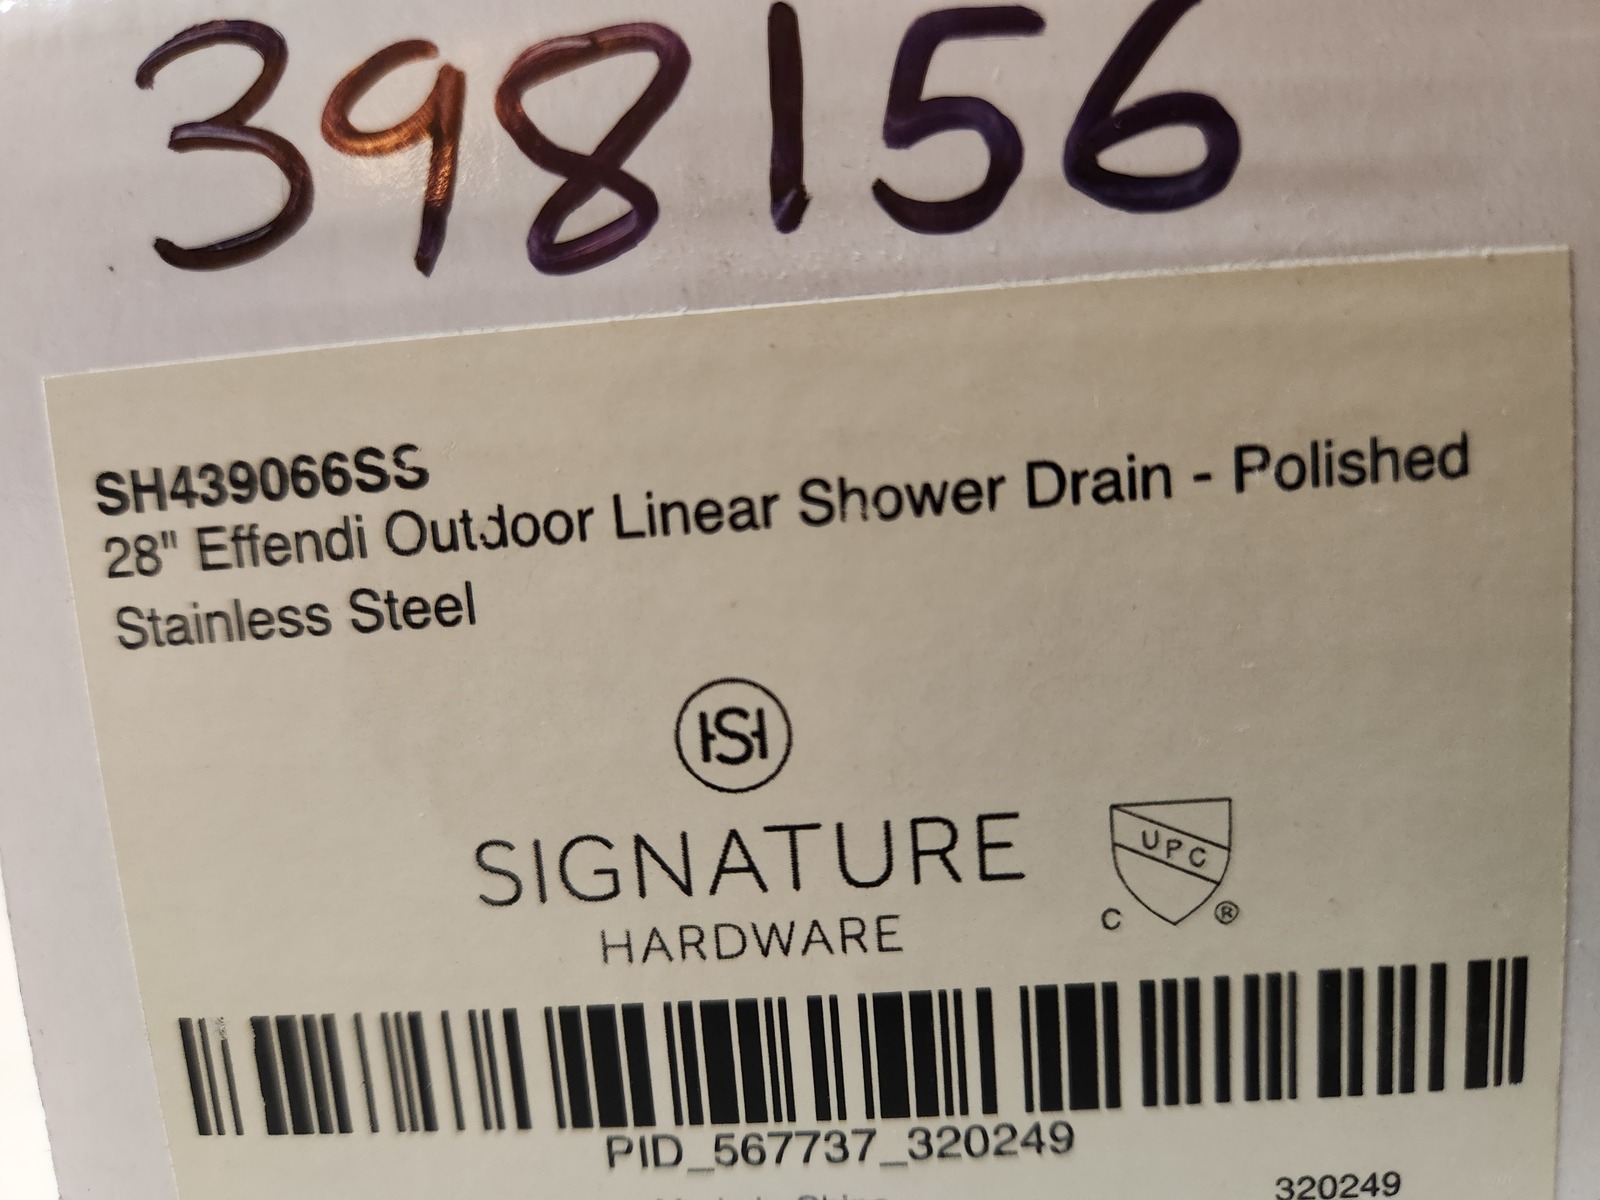 398156
SH439066SS
28" Effendi Outdoor Linear Shower Drain - Polished
Stainless Steel
SH
SIGNATURE
HARDWARE
UPC
C ®
PID_567737_320249
320249